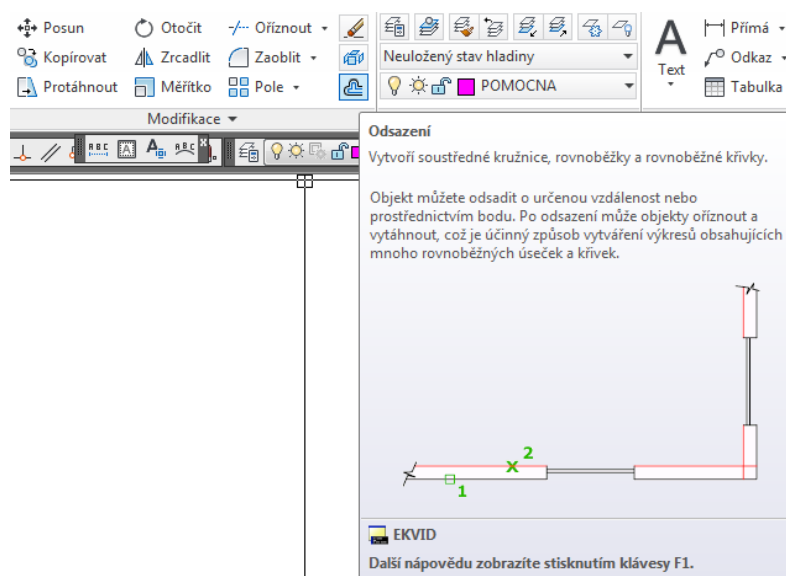 Posun
Otočit
Oříznout
Kopírovat
Zrcadlit
Zaoblit
Protáhnout
Měřítko
Pole
Modifikace
Neuložený stav hladiny
POMOCNA
A
Text
Přímá
Odkaz
Tabulka
ABC
A
A
ABC
Odsazení
Vytvoří soustředné kružnice, rovnoběžky a rovnoběžné křivky.
Objekt můžete odsadit o určenou vzdálenost nebo
prostřednictvím bodu. Po odsazení může objekty oříznout a
vytáhnout, což je účinný způsob vytváření výkresů obsahujících
mnoho rovnoběžných úseček a křivek.
2
1
EKVID
Další nápovědu zobrazíte stisknutím klávesy F1.